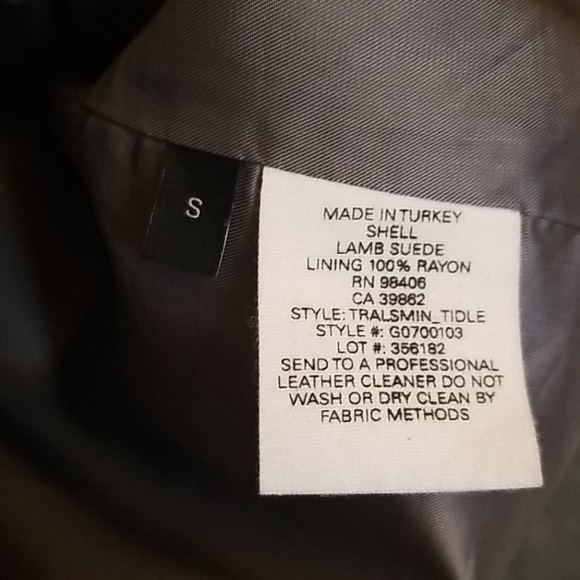 S
MADE IN TURKEY
SHELL
LAMB SUEDE
LINING 100% RAYON
RN 98406
CA 39862
STYLE: TRALSMIN_TIDLE
STYLE #: G0700103
LOT #: 356182
SEND TO A PROFESSIONAL
LEATHER CLEANER DO NOT
WASH OR DRY CLEAN BY
FABRIC METHODS